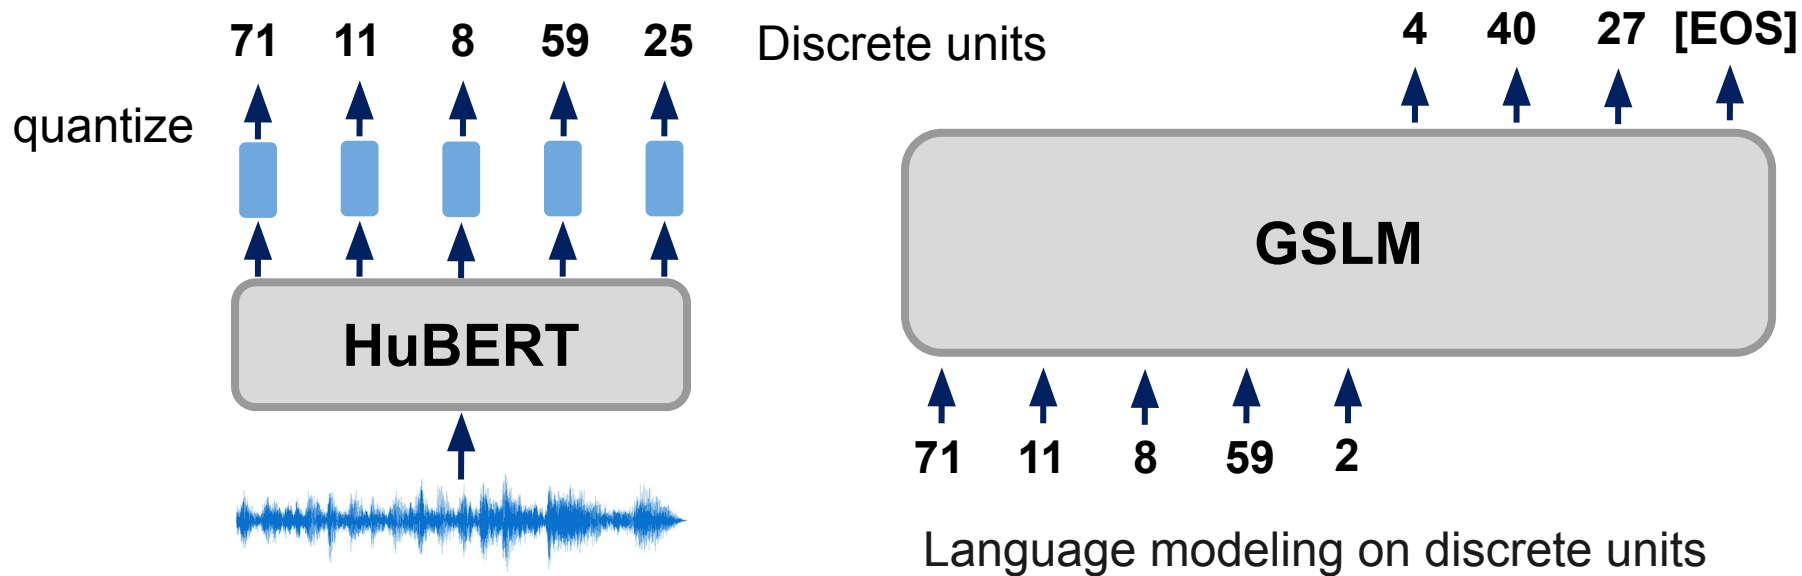 71 11 8 59 25 Discrete units
quantize
HuBERT
4 40 27 [EOS]
GSLM
71 11 8 59 2
Language modeling on discrete units